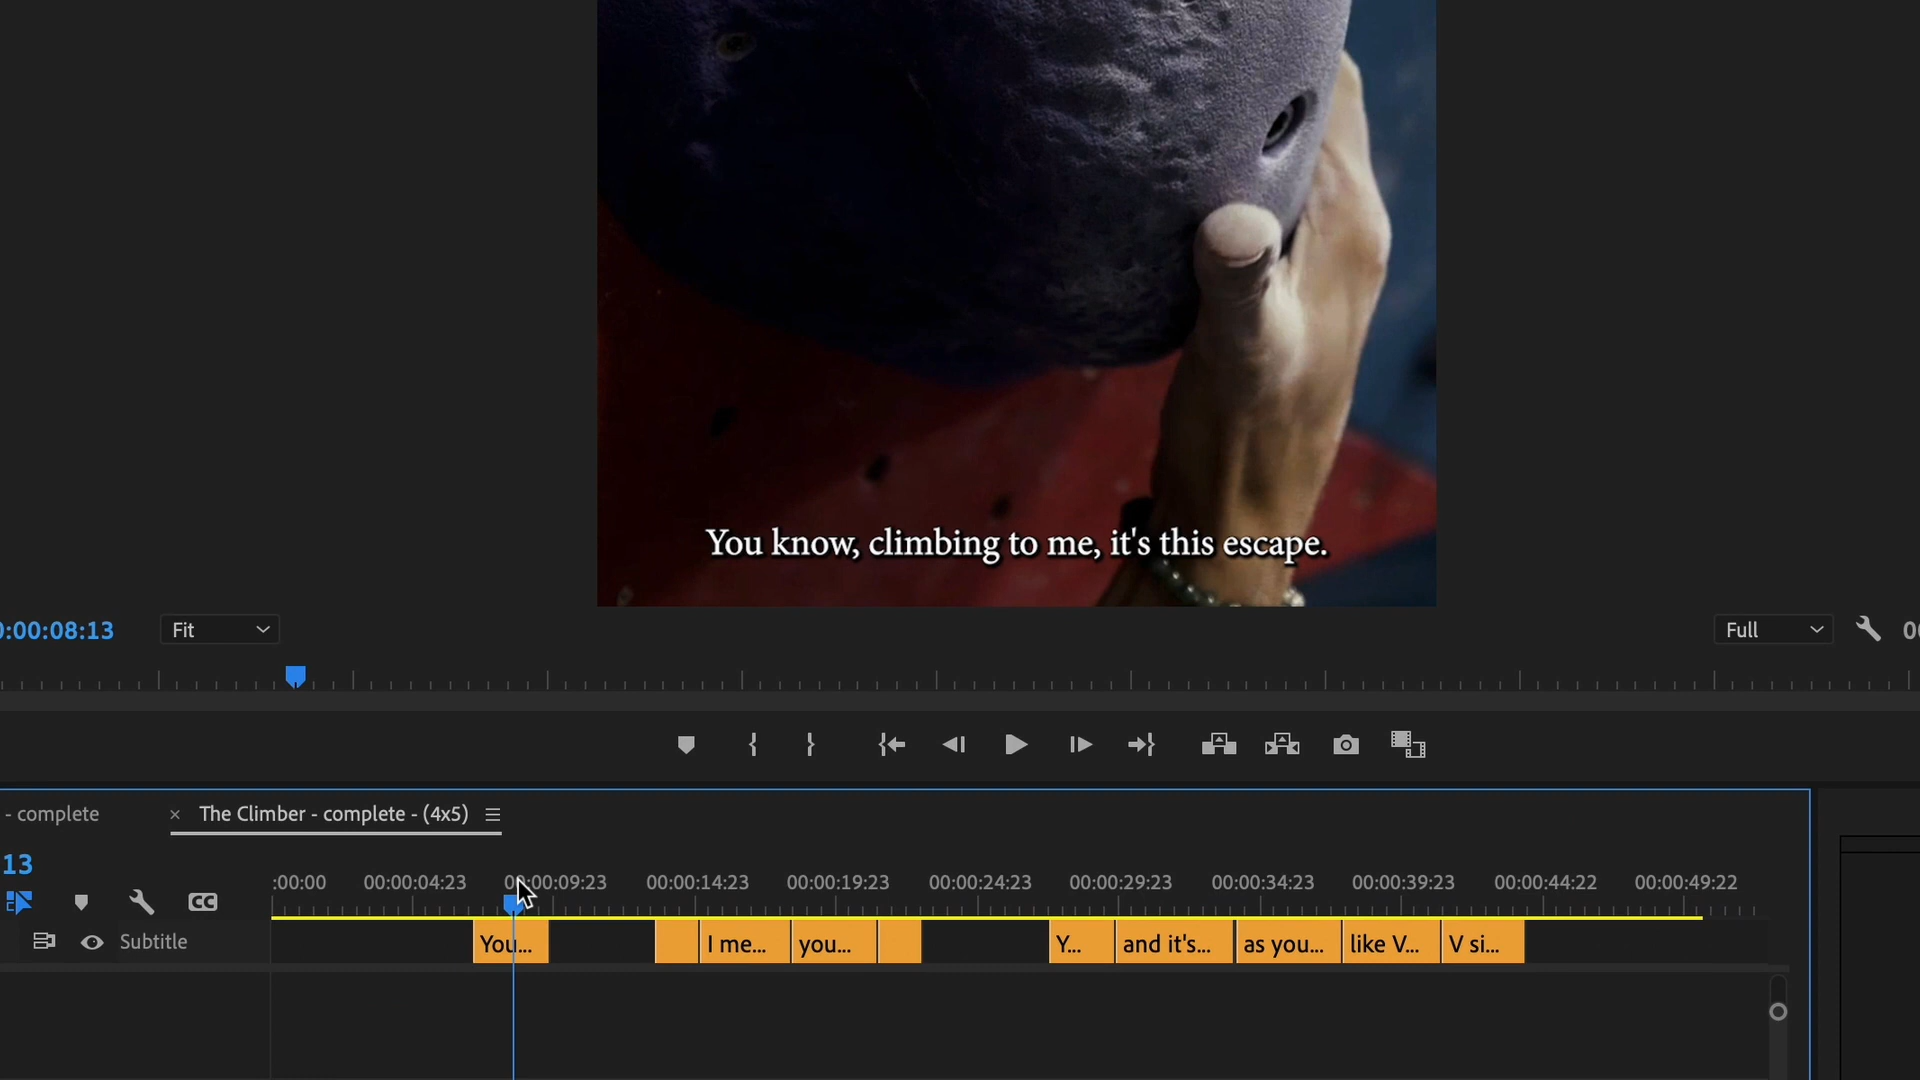 You know, climbing to me, it's this escape.
0:00:08:13
Fit
Full
00
- complete
× The Climber - complete - (4x5)
13
:00:00 00:00:04:23 00:00:09:23 00:00:14:23 00:00:19:23 00:00:24:23 00:00:29:23 00:00:34:23 00:00:39:23 00:00:44:22 00:00:49:22
CC
Subtitle
You... I me... you... Y... and it's... as you... like V... V si...